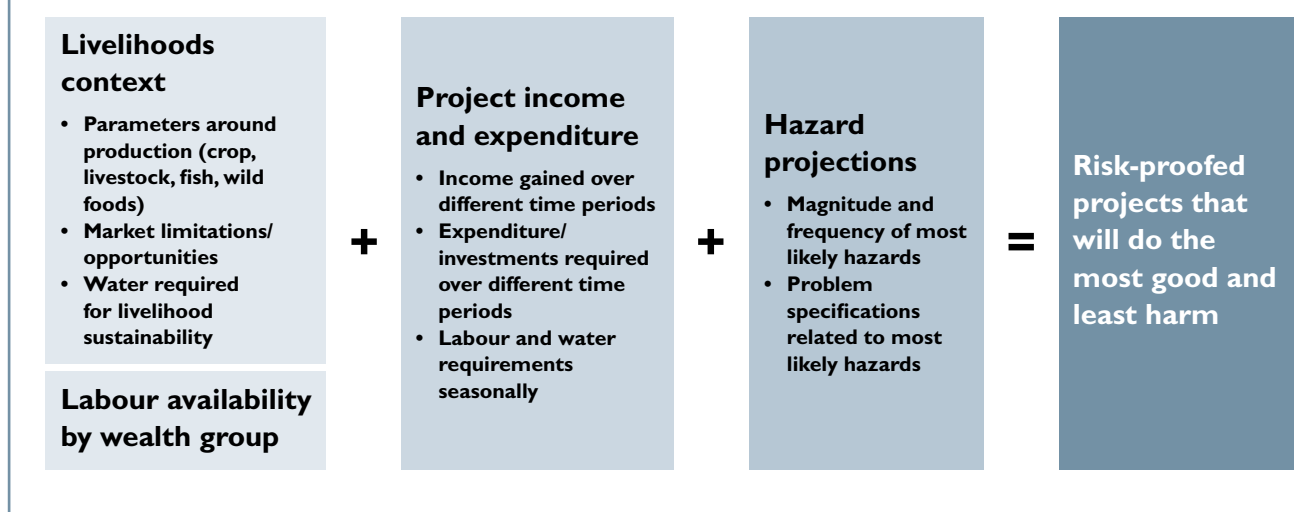 Livelihoods
context
• Parameters around
production (crop,
livestock, fish, wild
foods)
• Market limitations/
opportunities
• Water required
for livelihood
sustainability
Labour availability
by wealth group
+
Project income
and expenditure
• Income gained over
different time periods
• Expenditure/
investments required
over different time
periods
• Labour and water
requirements
seasonally
+
Hazard
projections
• Magnitude and
frequency of most
likely hazards
• Problem
specifications
related to most
likely hazards
=
Risk-proofed
projects that
will do the
most good and
least harm